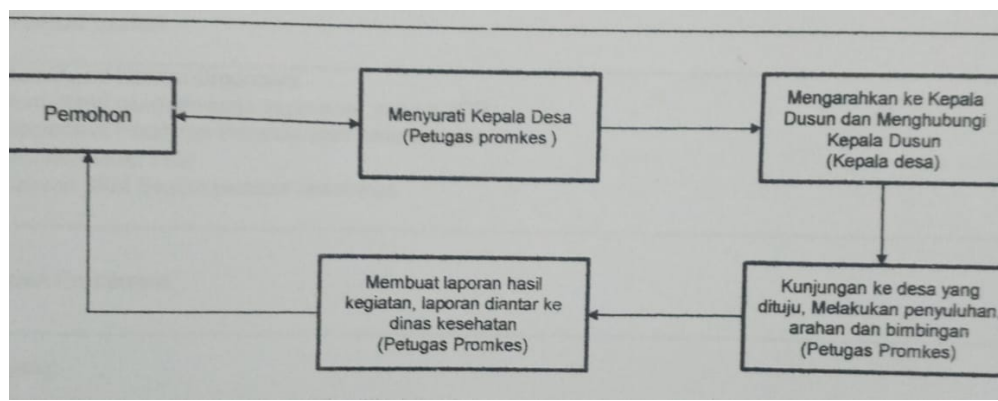 Pemohon
Menyurati Kepala Desa
(Petugas promkes )
Mengarahkan ke Kepala
Dusun dan Menghubungi
Kepala Dusun
(Kepala desa)
Kunjungan ke desa yang
dituju, Melakukan penyuluhan
arahan dan bimbingan
(Petugas Promkes)
Membuat laporan hasil
kegiatan, laporan diantar ke
dinas kesehatan
(Petugas Promkes)